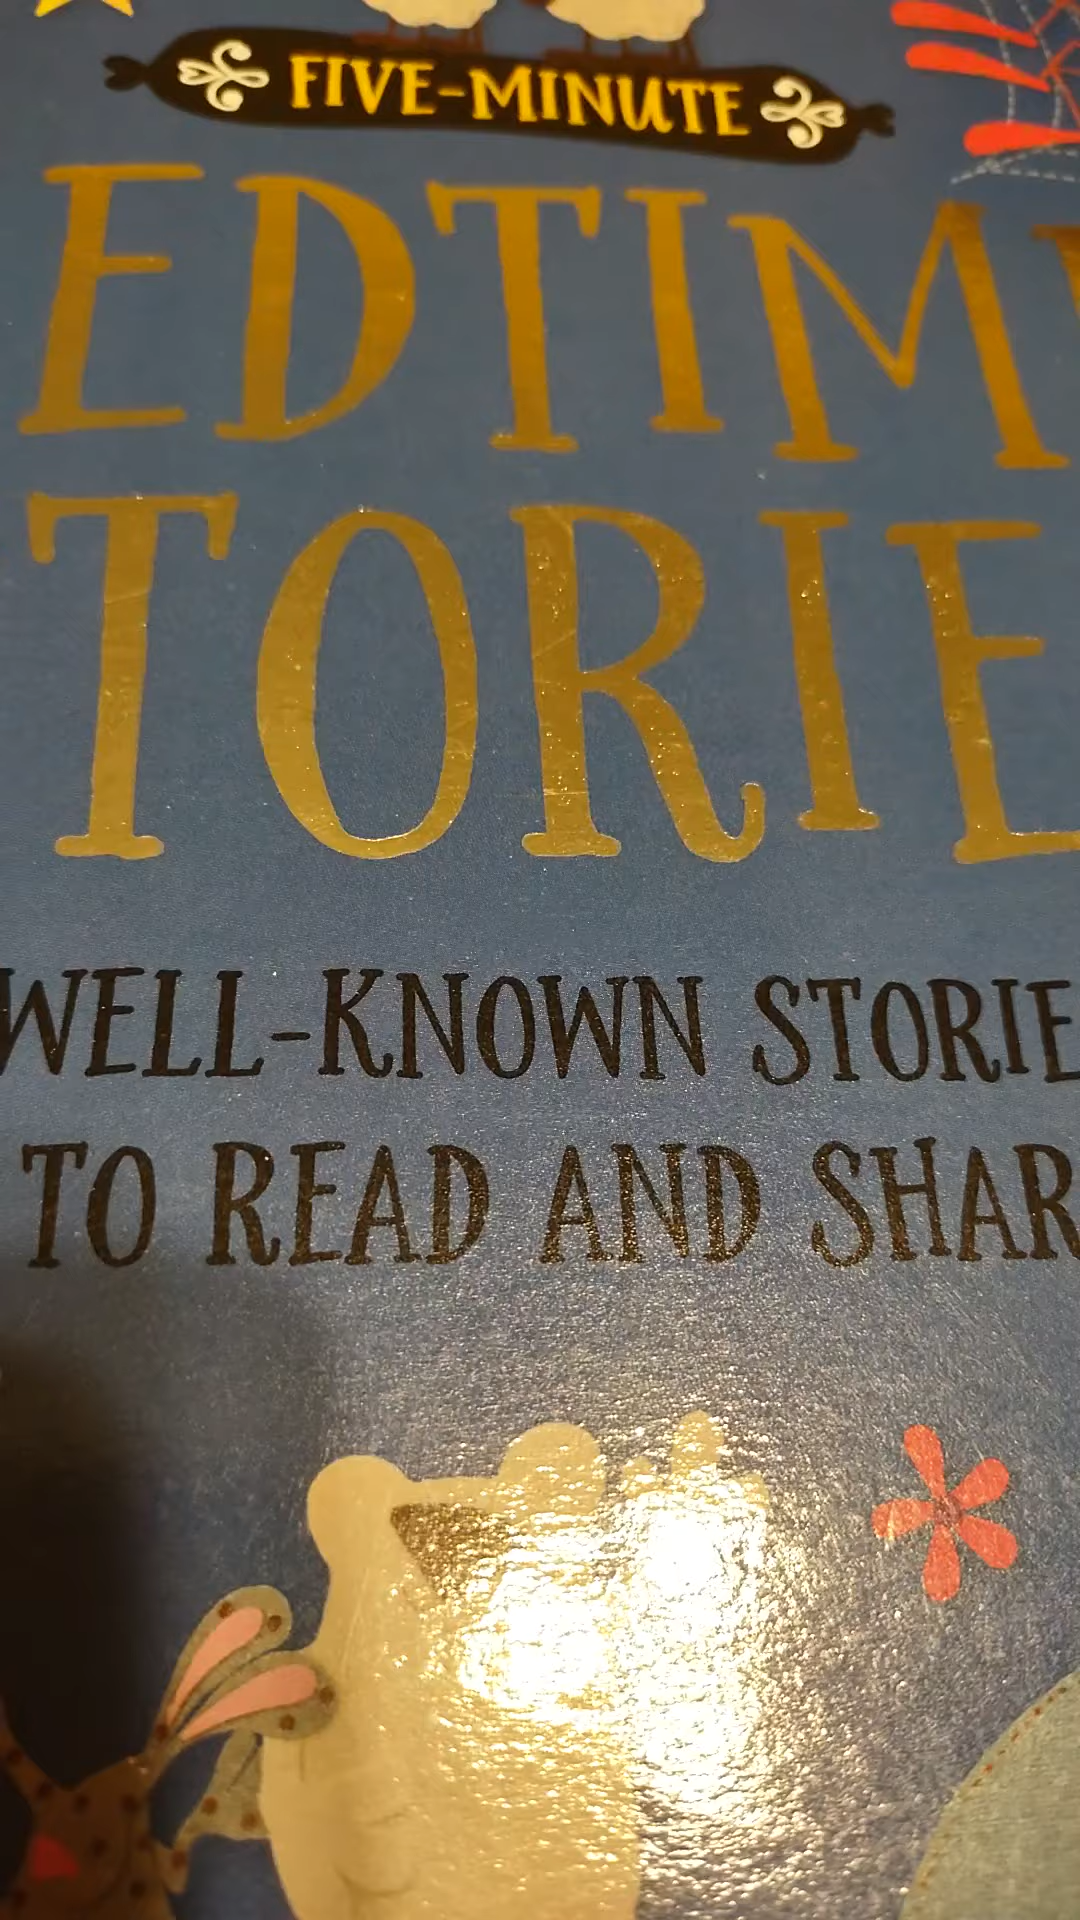 FIVE-MINUTE
EDTIM
TORIE
WELL-KNOWN STORIE
TO READ AND SHAR